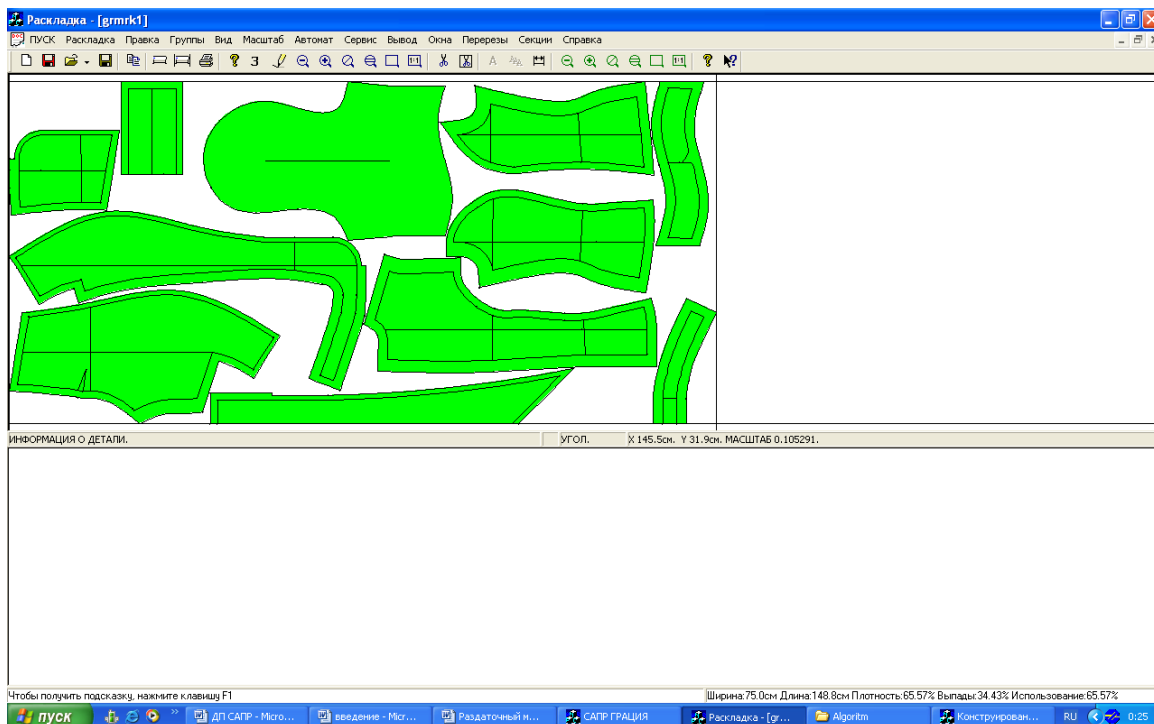 Раскладка - [grmrk1]
ПУСК Раскладка Правка Группы Вид Масштаб Автомат Сервис Вывод Окна Перерезы Секции Справка
ИНФОРМАЦИЯ О ДЕТАЛИ. УГОЛ. X 145.5см. Y 31.9см. МАСШТАБ 0.105291.
Чтобы получить подсказку, нажмите клавишу F1 Ширина:75.0см Длина:148.8см Плотность:65.57% Выпады:34.43% Использование:65.57%
пуск ДП САПР - Micro... введение - Micr... Раздаточный м... САПР ГРАЦИЯ Раскладка - [gr... Algoritm Конструирован... RU 0:25